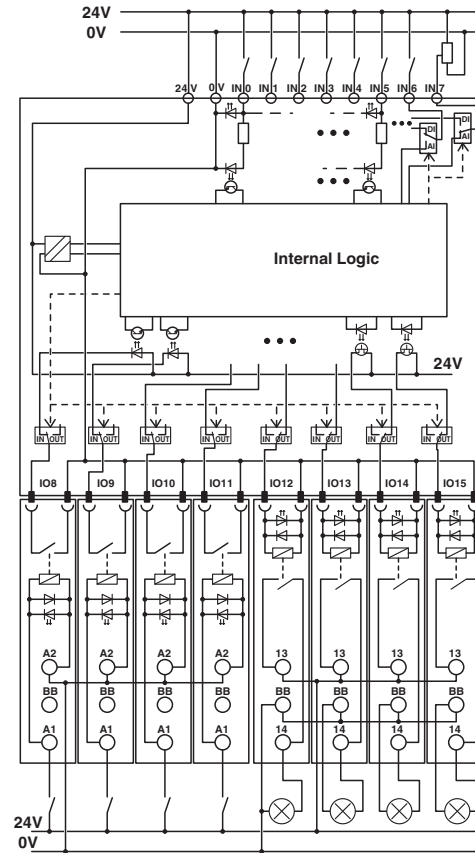 24V
0V
24V 0V IN0 IN1 IN2 IN3 IN4 IN5 IN6 IN7
DI
DI
AI
AI
Internal Logic
24V
IN OUT IN OUT IN OUT IN OUT IN OUT IN OUT IN OUT IN OUT
IO8 IO9 IO10 IO11 IO12 IO13 IO14 IO15
A2 A2 A2 A2 13 13 13 13
BB BB BB BB BB BB BB BB
A1 A1 A1 A1 14 14 14 14
24V
0V